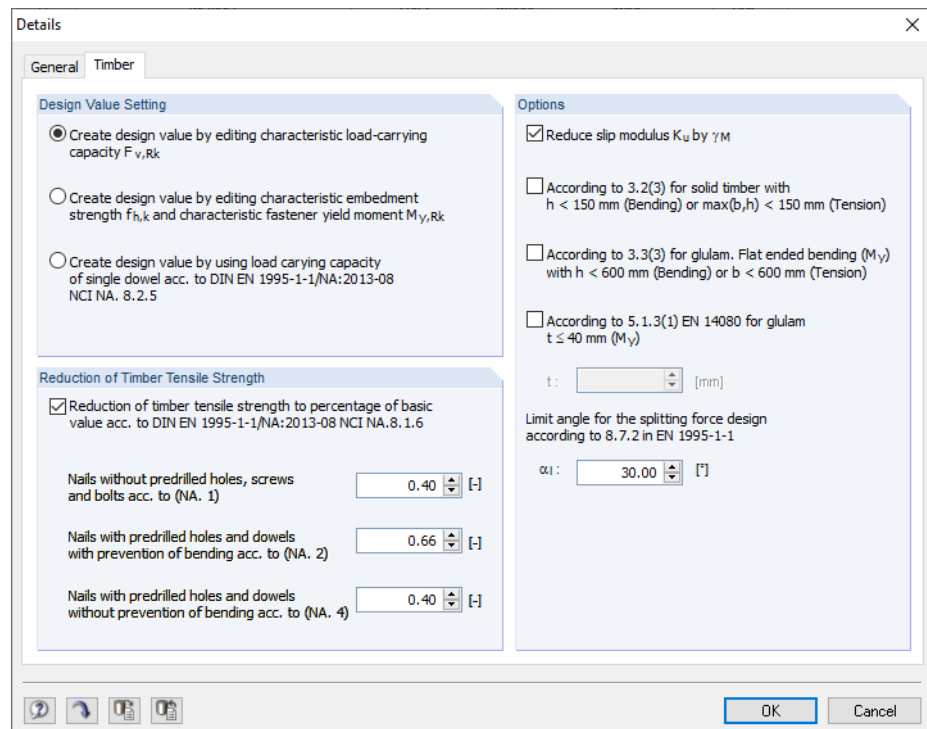 Details
General
Timber
Design Value Setting
Create design value by editing characteristic load-carrying
capacity Fv,Rk
Create design value by editing characteristic embedment
strength fh,k and characteristic fastener yield moment My,Rk
Create design value by using load carying capacity
of single dowel acc. to DIN EN 1995-1-1/NA:2013-08
NCI NA. 8.2.5
Reduction of Timber Tensile Strength
Reduction of timber tensile strength to percentage of basic
value acc. to DIN EN 1995-1-1/NA:2013-08 NCI NA.8.1.6
Nails without predrilled holes, screws
and bolts acc. to (NA. 1)
0.40 [-]
Nails with predrilled holes and dowels
with prevention of bending acc. to (NA. 2)
0.66 [-]
Nails with predrilled holes and dowels
without prevention of bending acc. to (NA. 4)
0.40 [-]
Options
Reduce slip modulus Ku by γM
According to 3.2(3) for solid timber with
h < 150 mm (Bending) or max(b,h) < 150 mm (Tension)
According to 3.3(3) for glulam. Flat ended bending (My)
with h < 600 mm (Bending) or b < 600 mm (Tension)
According to 5.1.3(1) EN 14080 for glulam
t ≤ 40 mm (My)
t : [mm]
Limit angle for the splitting force design
according to 8.7.2 in EN 1995-1-1
αl : 30.00 [°]
OK
Cancel